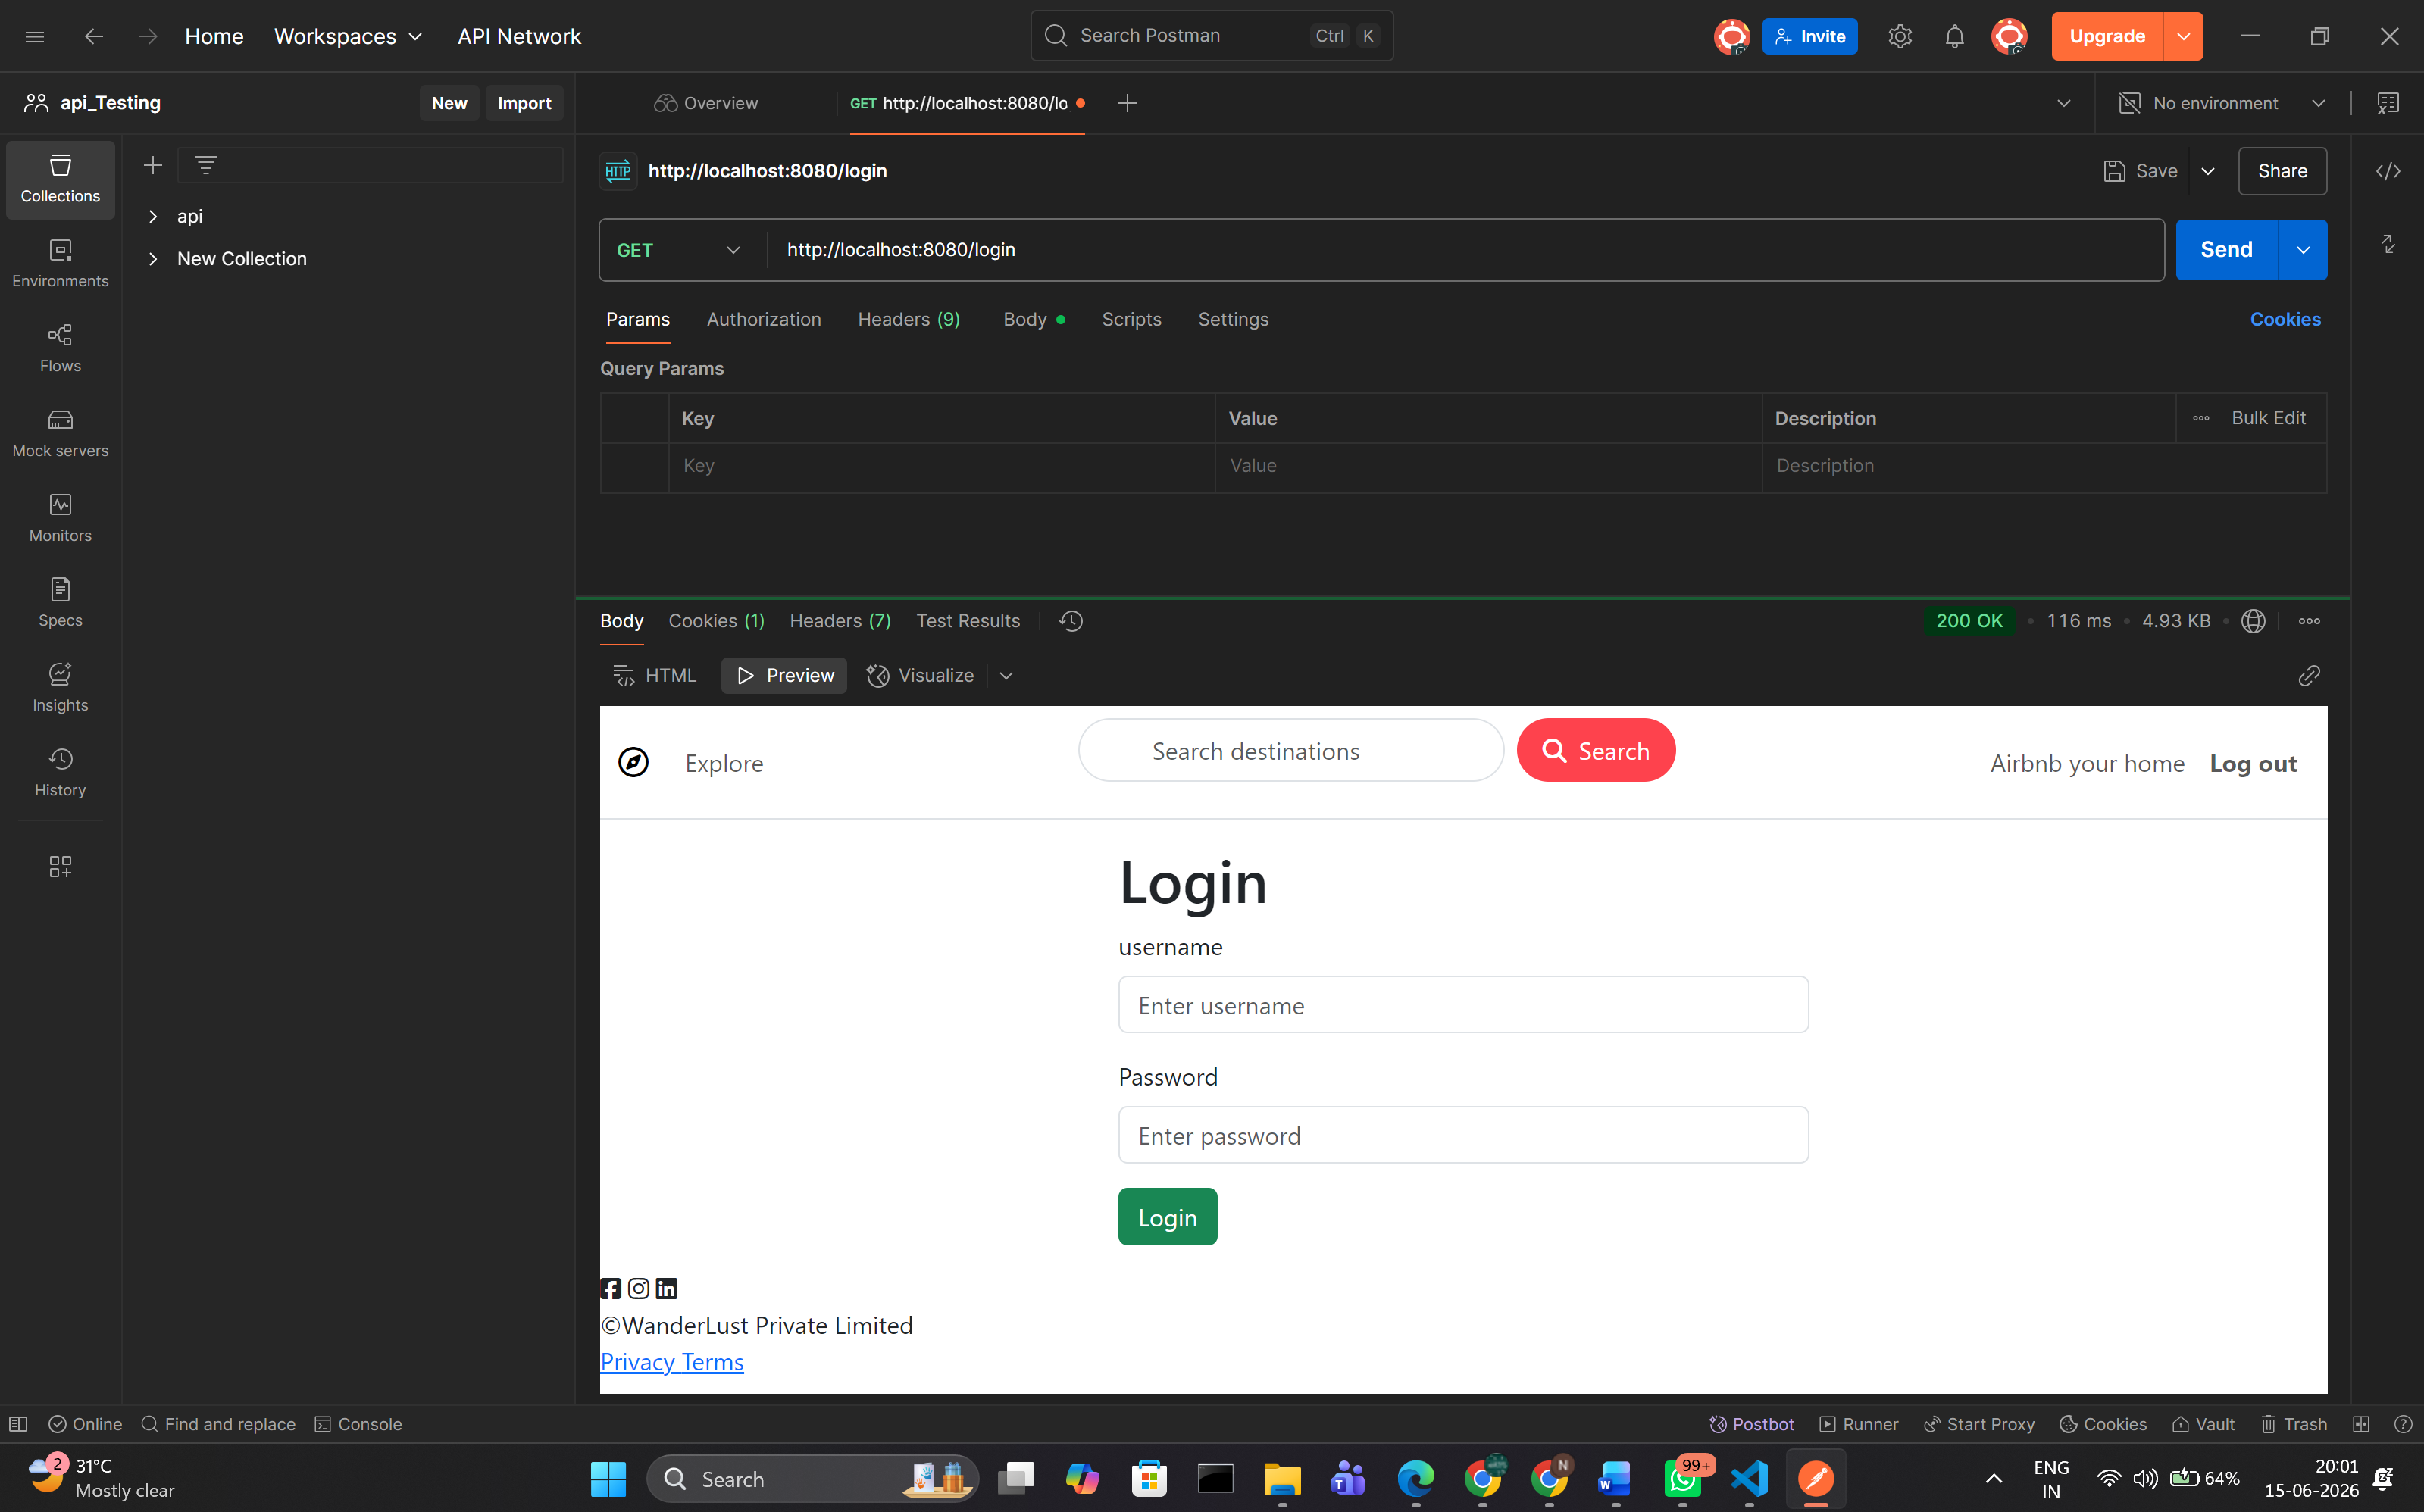 Home Workspaces API Network
Search Postman Ctrl K
Invite
Upgrade
api_Testing
New Import
Overview
GET http://localhost:8080/lo
No environment
Collections
Environments
Flows
Mock servers
Monitors
Specs
Insights
History
api
New Collection
HTTP http://localhost:8080/login
Save
Share
GET http://localhost:8080/login
Send
Params Authorization Headers (9) Body Scripts Settings
Cookies
Query Params
Key Value Description Bulk Edit
Key Value Description
Body Cookies (1) Headers (7) Test Results
200 OK • 116 ms • 4.93 KB
HTML Preview Visualize
Explore
Search destinations
Search
Airbnb your home Log out
Login
username
Enter username
Password
Enter password
Login
©WanderLust Private Limited
Privacy Terms
Online Find and replace Console
Postbot Runner Start Proxy Cookies Vault Trash
2
31°C
Mostly clear
Search
N
99+
ENG
IN
64%
20:01
15-06-2026